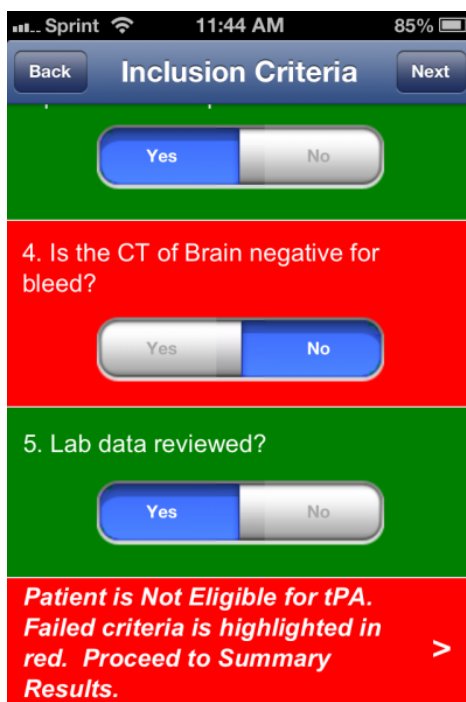 Sprint 11:44 AM 85%
Back Inclusion Criteria Next
Yes No
4. Is the CT of Brain negative for
bleed?
Yes No
5. Lab data reviewed?
Yes No
Patient is Not Eligible for tPA.
Failed criteria is highlighted in
red. Proceed to Summary >
Results.